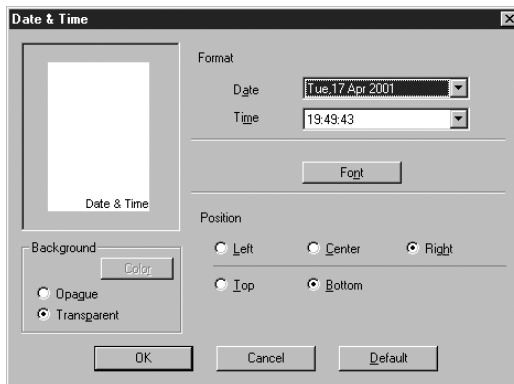 Date & Time
Format
Date Tue,17 Apr 2001
Time 19:49:43
Font
Date & Time
Position
Left Center Right
Top Bottom
Background
Color
Opague
Transparent
OK Cancel Default